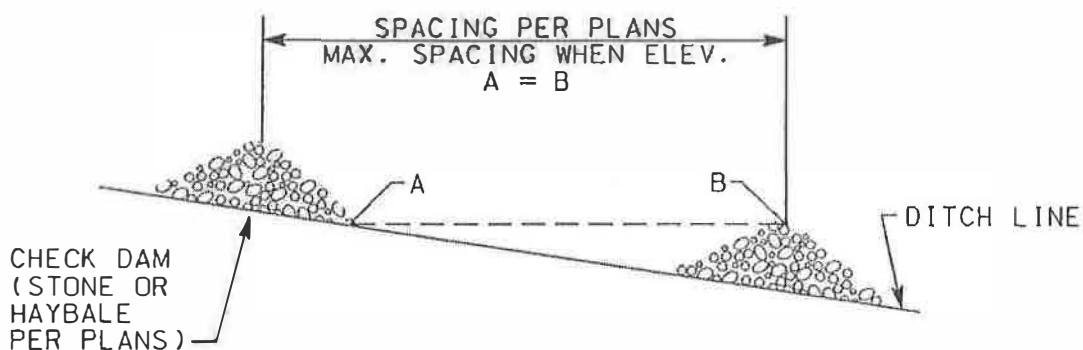 SPACING PER PLANS
MAX. SPACING WHEN ELEV.
A = B
A
B
DITCH LINE
CHECK DAM
(STONE OR
HAYBALE
PER PLANS)